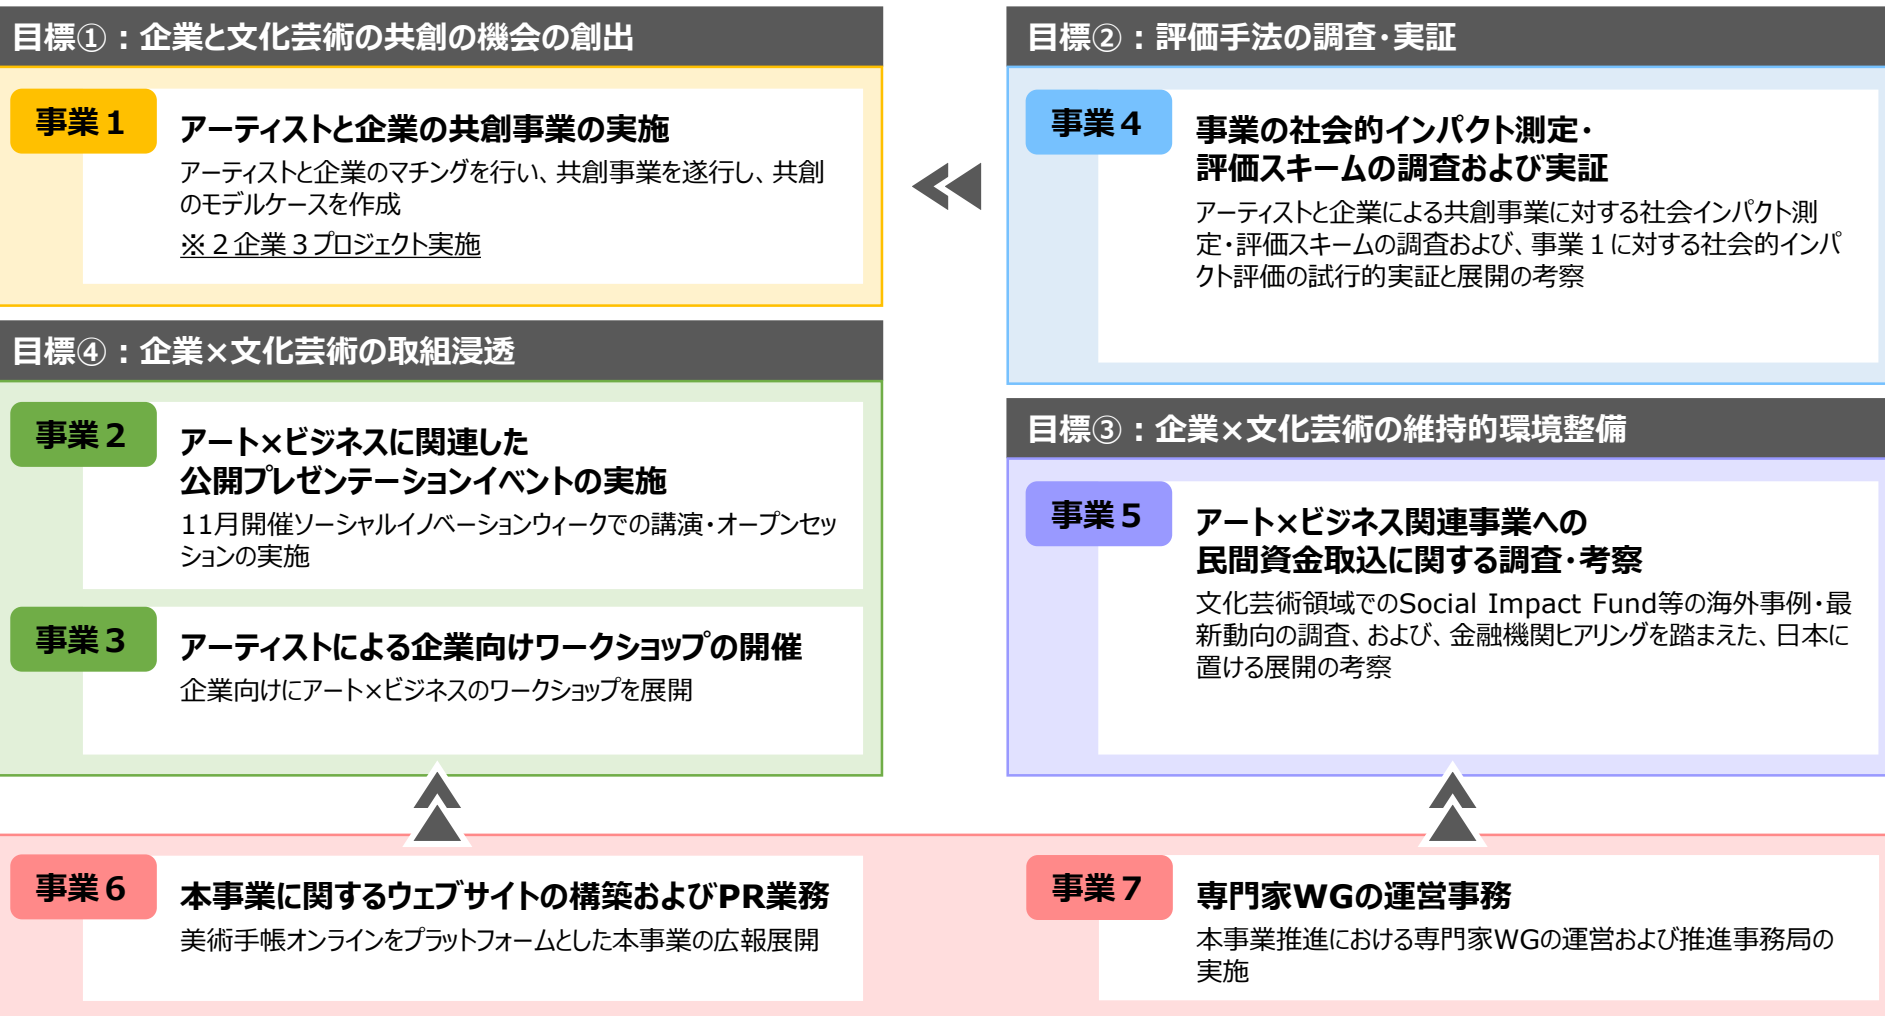 目標①：企業と文化芸術の共創の機会の創出
事業１
アーティストと企業の共創事業の実施
アーティストと企業のマチングを行い、共創事業を遂行し、共創
のモデルケースを作成
※２企業３プロジェクト実施
目標④：企業×文化芸術の取組浸透
事業２
アート×ビジネスに関連した
公開プレゼンテーションイベントの実施
11月開催ソーシャルイノベーションウィークでの講演・オープンセッ
ションの実施
事業３
アーティストによる企業向けワークショップの開催
企業向けにアート×ビジネスのワークショップを展開
目標②：評価手法の調査・実証
事業４
事業の社会的インパクト測定・
評価スキームの調査および実証
アーティストと企業による共創事業に対する社会インパクト測
定・評価スキームの調査および、事業１に対する社会的インパ
クト評価の試行的実証と展開の考察
目標③：企業×文化芸術の維持的環境整備
事業５
アート×ビジネス関連事業への
民間資金取込に関する調査・考察
文化芸術領域でのSocial Impact Fund等の海外事例・最
新動向の調査、および、金融機関ヒアリングを踏まえた、日本に
置ける展開の考察
事業６
本事業に関するウェブサイトの構築およびPR業務
美術手帳オンラインをプラットフォームとした本事業の広報展開
事業７
専門家WGの運営事務
本事業推進における専門家WGの運営および推進事務局の
実施